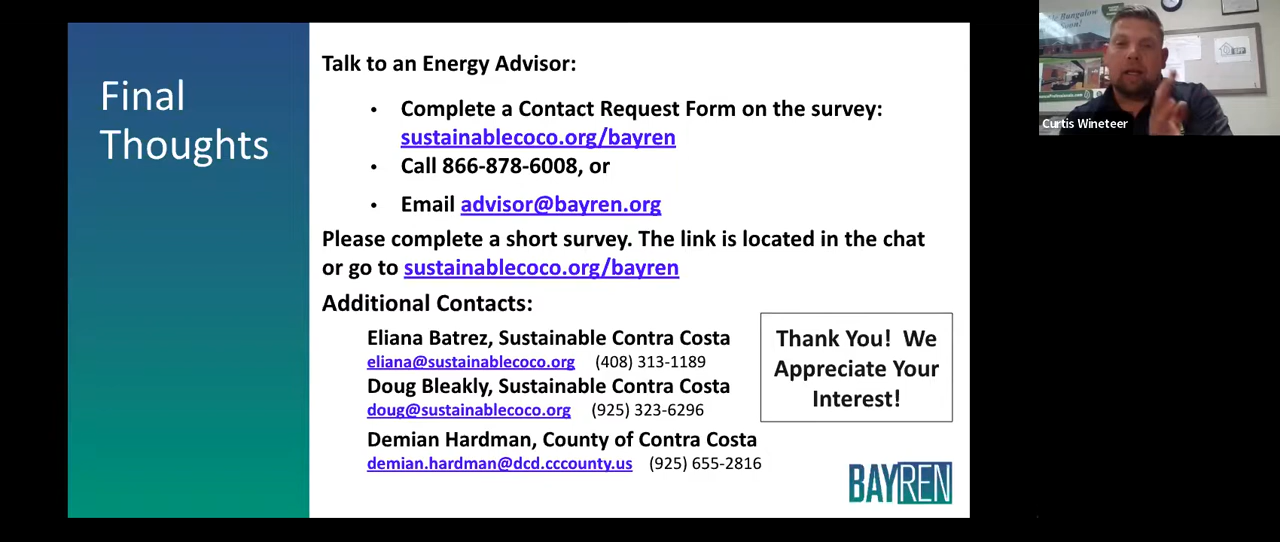 Final
Thoughts
Talk to an Energy Advisor:
• Complete a Contact Request Form on the survey:
sustainablecoco.org/bayren
• Call 866-878-6008, or
• Email advisor@bayren.org
Please complete a short survey. The link is located in the chat
or go to sustainablecoco.org/bayren
Additional Contacts:
Eliana Batrez, Sustainable Contra Costa
eliana@sustainablecoco.org (408) 313-1189
Doug Bleakly, Sustainable Contra Costa
doug@sustainablecoco.org (925) 323-6296
Demian Hardman, County of Contra Costa
demian.hardman@dcd.cccounty.us (925) 655-2816
Thank You! We
Appreciate Your
Interest!
BAYREN
Bungalow
Curtis Wineteer